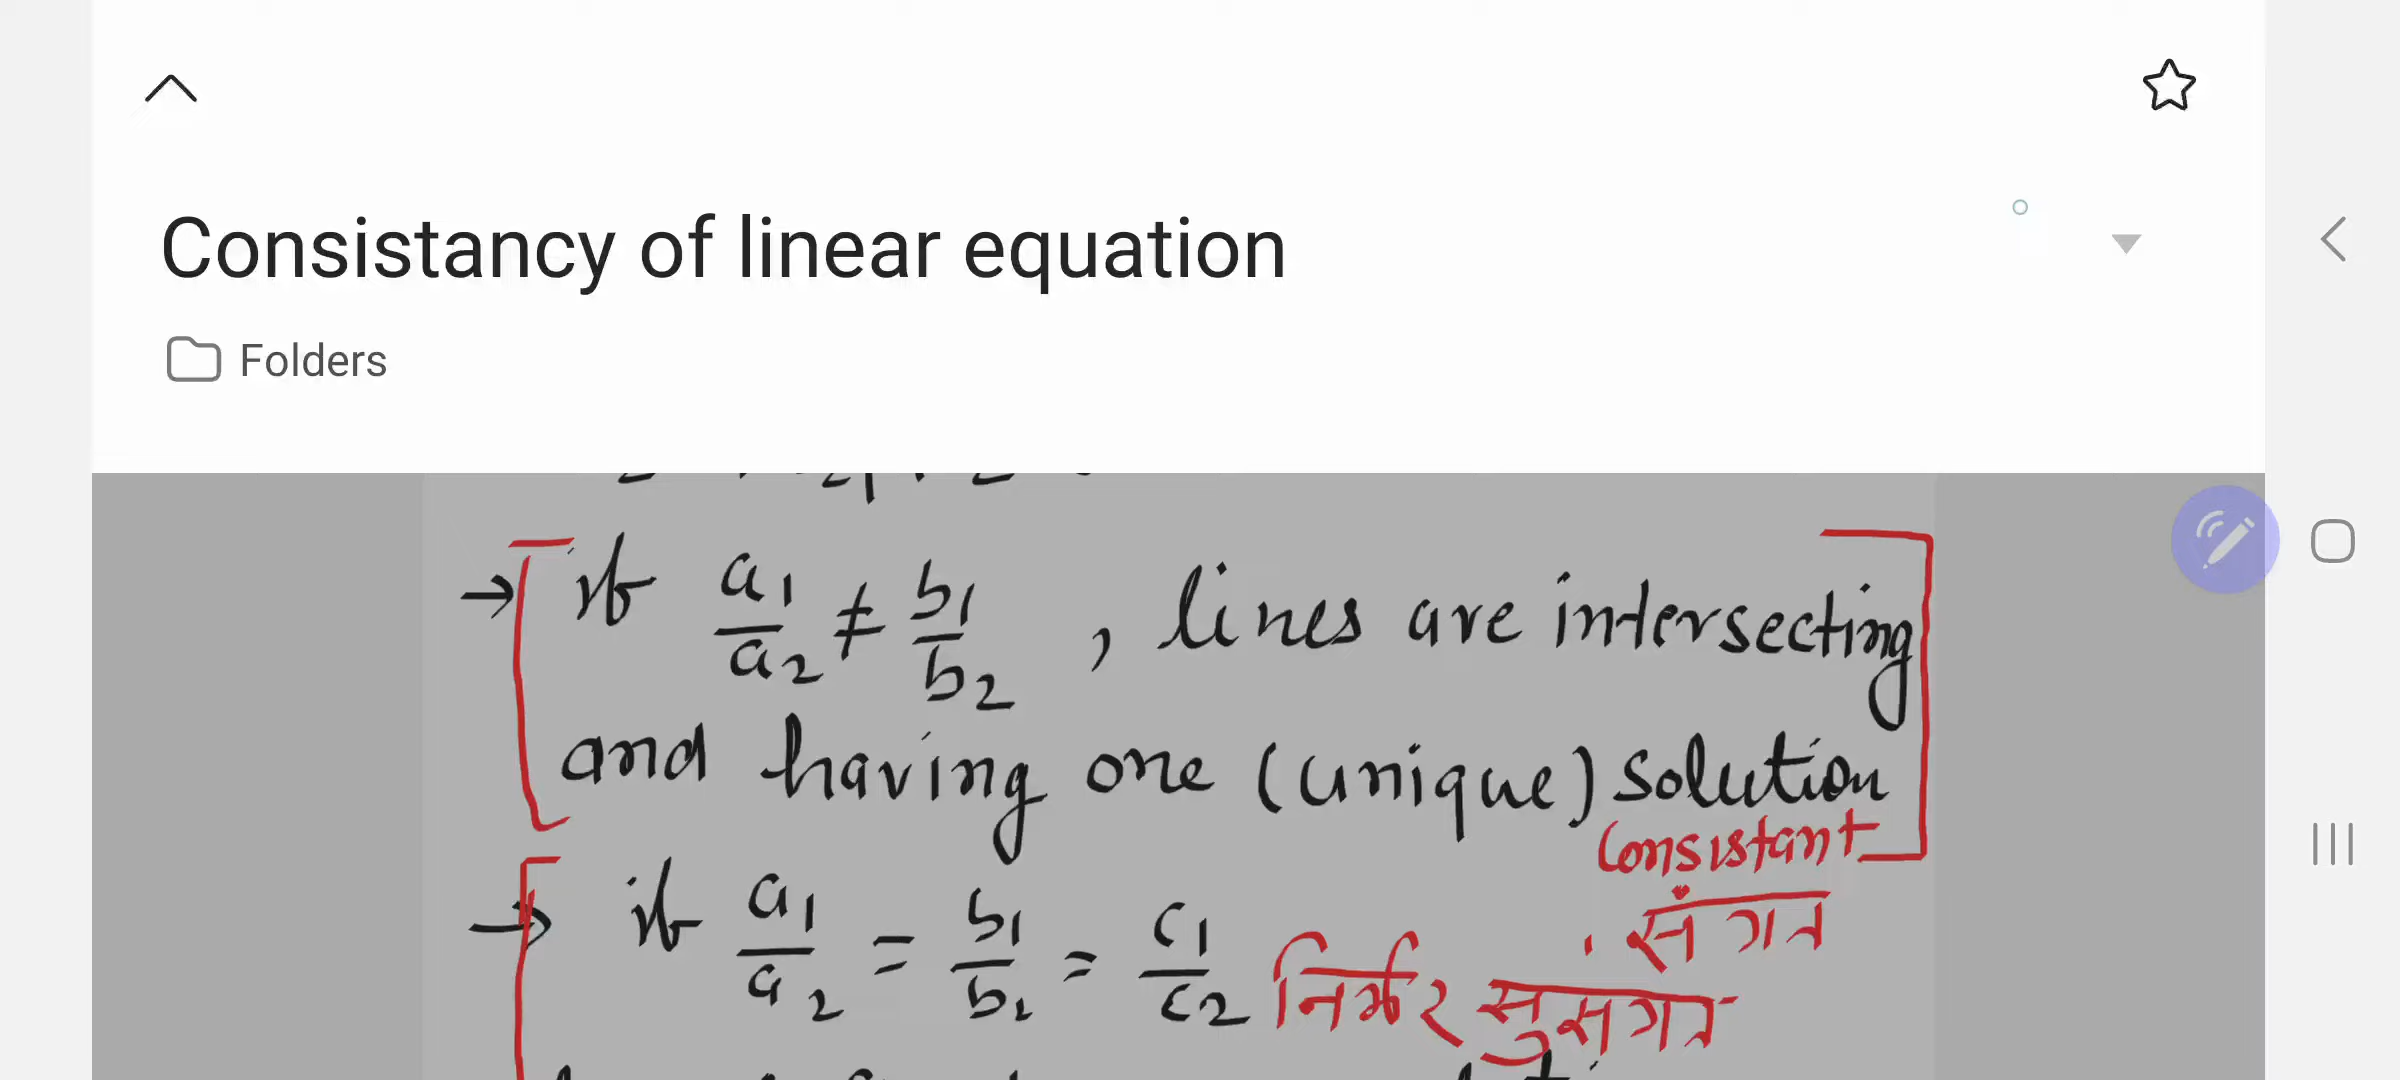 Consistancy of linear equation
Folders
→ if a1/a2 ≠ b1/b2 , lines are intersecting
and having one (unique) solution
Consistant
संगत
→ if a1/a2 = b1/b2 = c1/c2 निर्भर सुसंगत